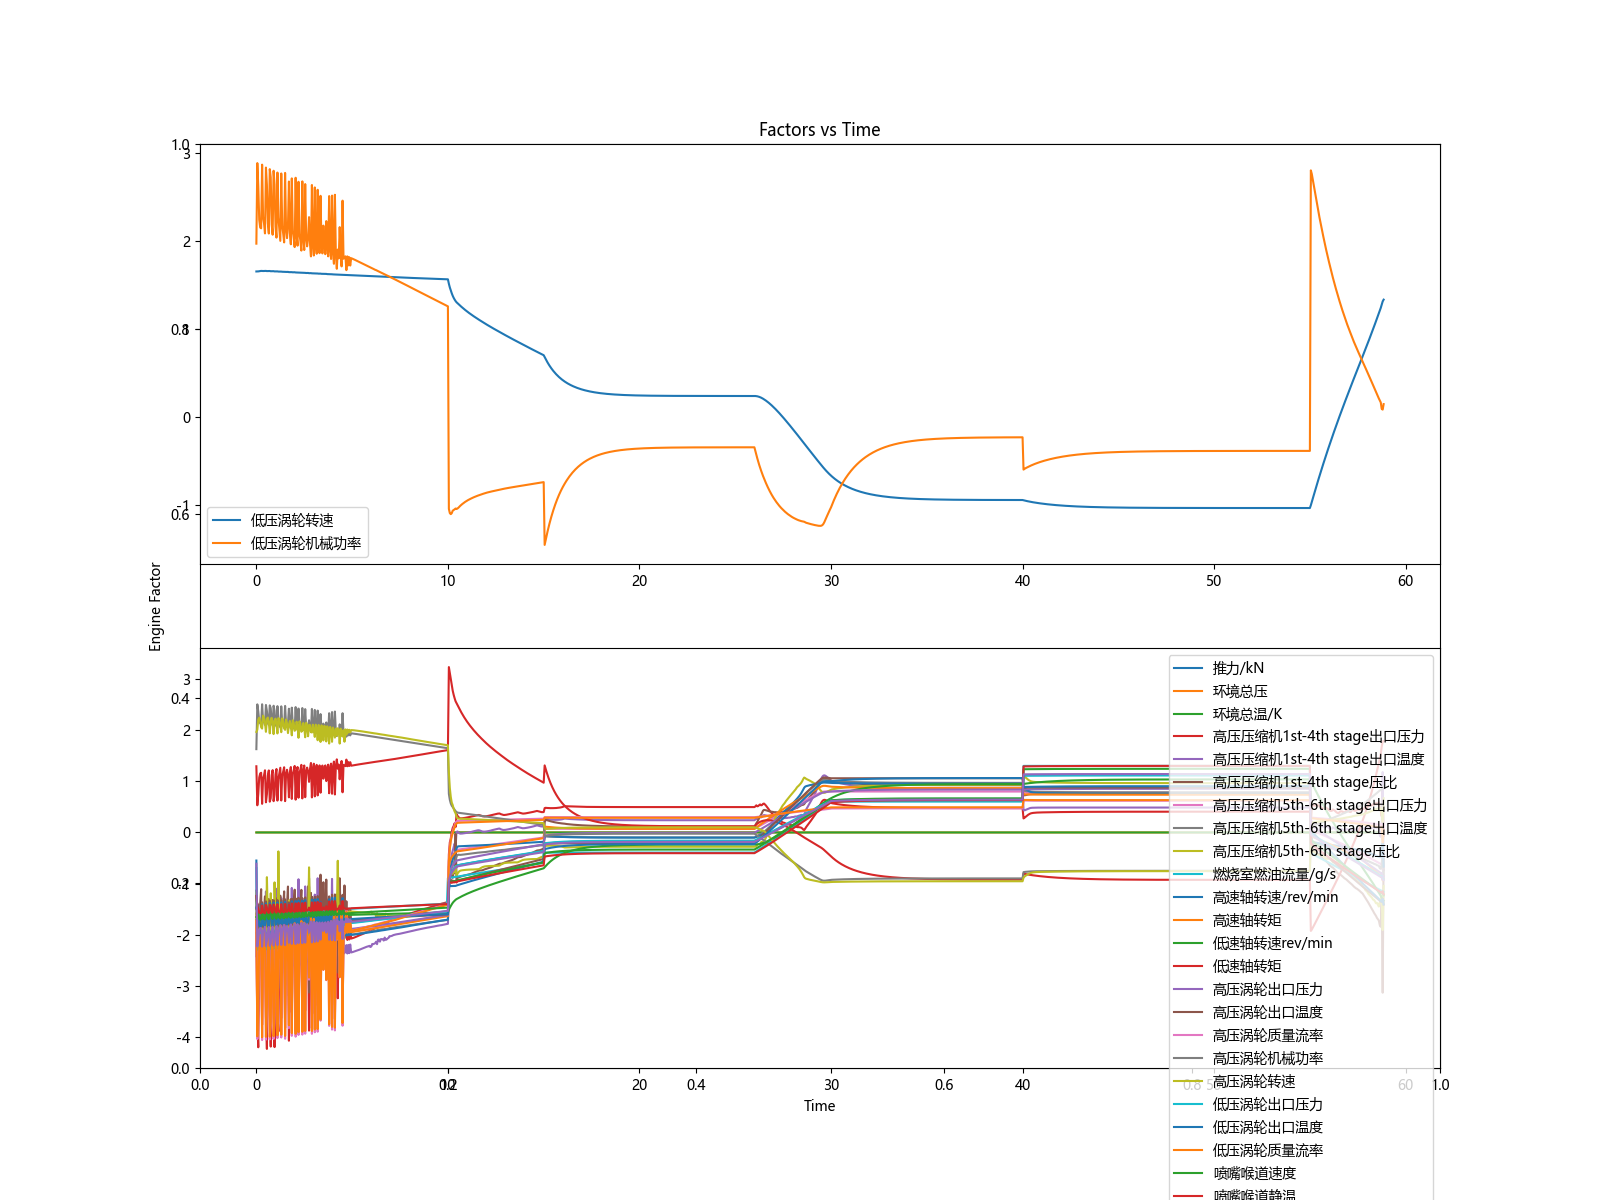 Factors vs Time
1.0
3
2
0.8
1
0
-1
0.6
低压涡轮转速
低压涡轮机械功率
0
10
20
30
40
50
60
Engine Factor
3
0.4
2
1
0
0.2
-1
-2
-3
-4
0.0
推力/kN
环境总压
环境总温/K
高压压缩机1st-4th stage出口压力
高压压缩机1st-4th stage出口温度
高压压缩机1st-4th stage压比
高压压缩机5th-6th stage出口压力
高压压缩机5th-6th stage出口温度
高压压缩机5th-6th stage压比
燃烧室燃油流量/g/s
高速轴转速/rev/min
高速轴转矩
低速轴转速rev/min
低速轴转矩
高压涡轮出口压力
高压涡轮出口温度
高压涡轮质量流率
高压涡轮机械功率
高压涡轮转速
低压涡轮出口压力
低压涡轮出口温度
低压涡轮质量流率
喷嘴喉道速度
喷嘴喉道静温
0.0
0
10
0.2
20
0.4
30
0.6
40
0.8
50
60
1.0
Time